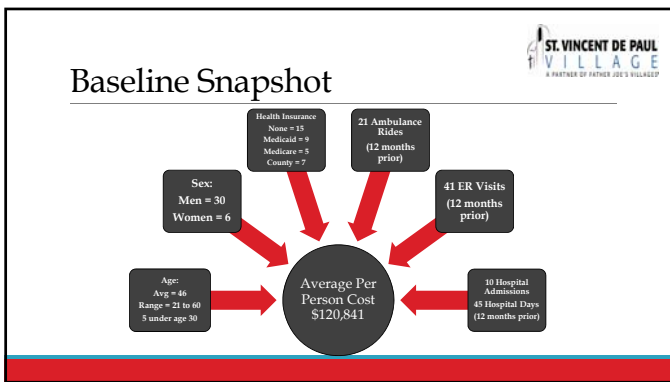 ST. VINCENT DE PAUL
VILLAGE
A PARTNER OF FATHER JOE'S VILLAGES
Baseline Snapshot
Health Insurance
None = 15
Medicaid = 9
Medicare = 5
County = 7
21 Ambulance
Rides
(12 months
prior)
Sex:
Men = 30
Women = 6
41 ER Visits
(12 months
prior)
Age:
Avg = 46
Range = 21 to 60
5 under age 30
Average Per
Person Cost
$120,841
10 Hospital
Admissions
45 Hospital Days
(12 months prior)